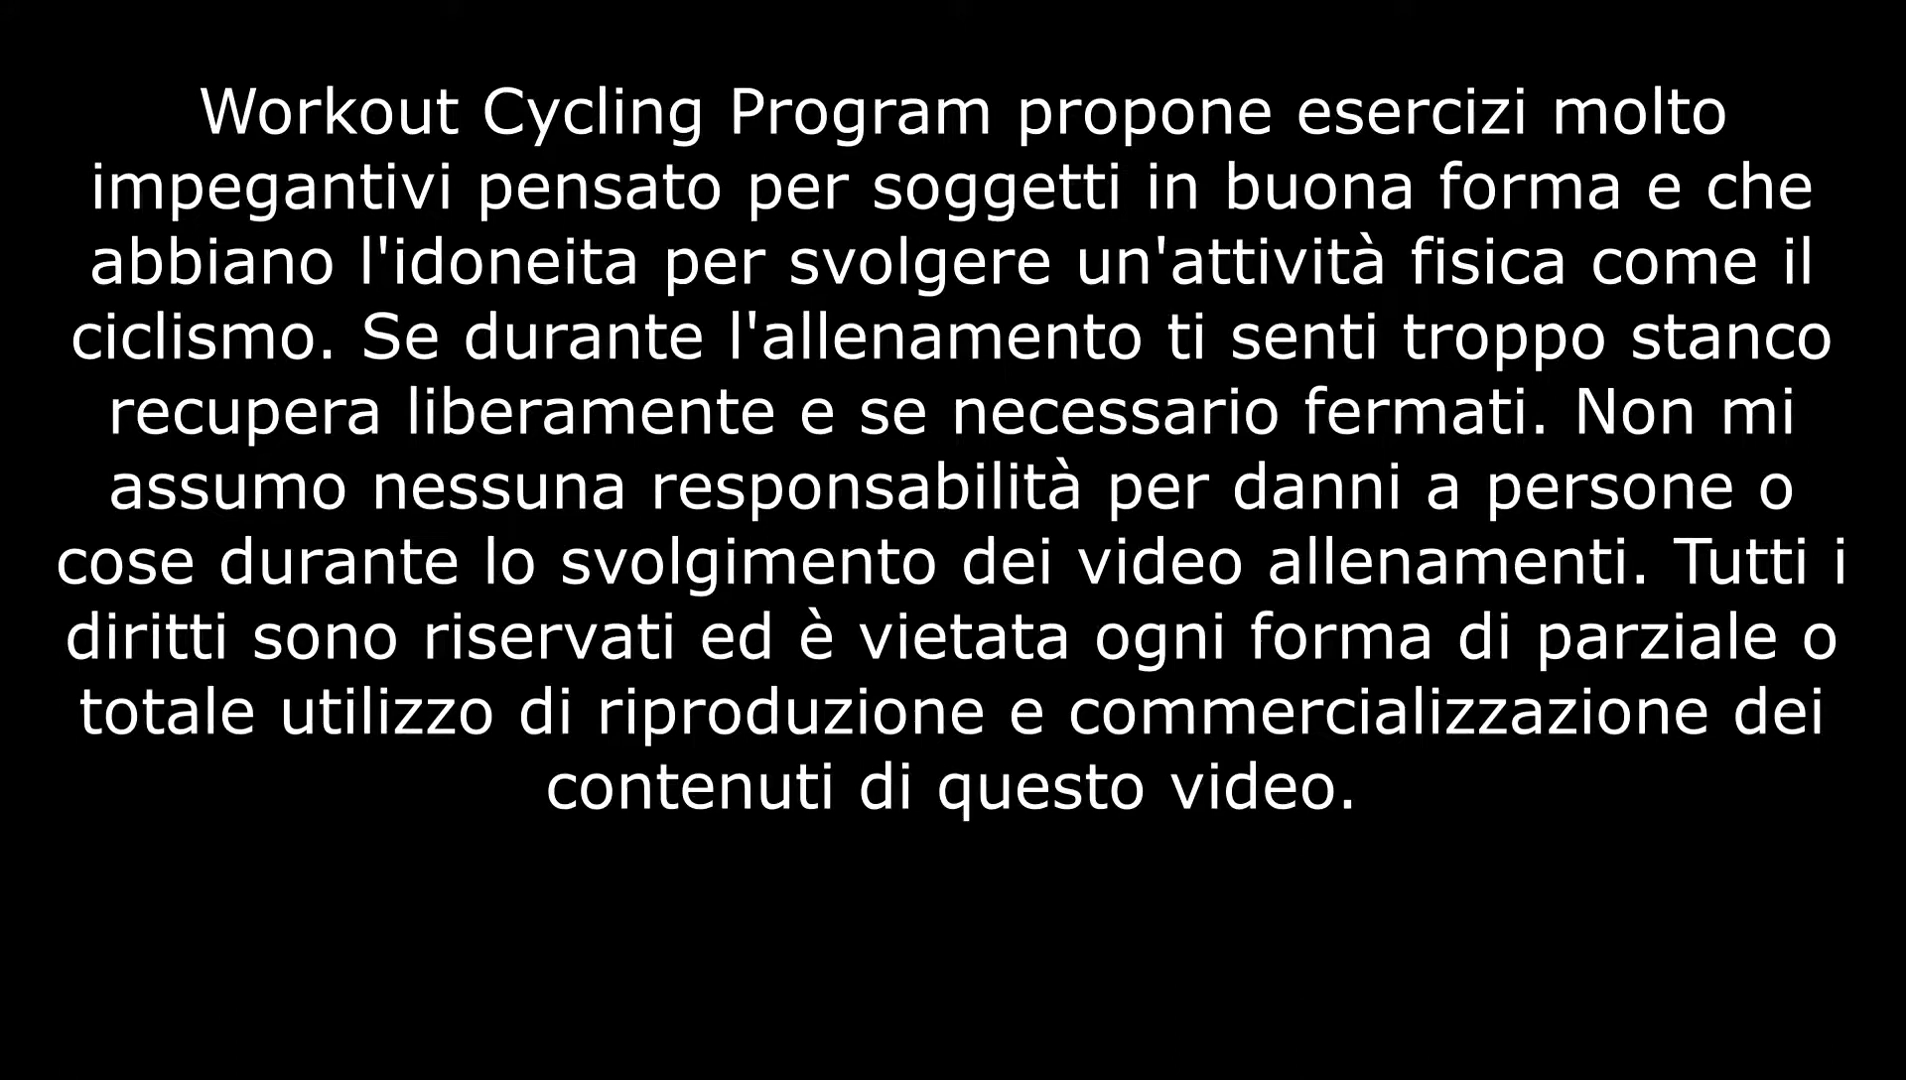 Workout Cycling Program propone esercizi molto
impegantivi pensato per soggetti in buona forma e che
abbiano l'idoneita per svolgere un'attività fisica come il
ciclismo. Se durante l'allenamento ti senti troppo stanco
recupera liberamente e se necessario fermati. Non mi
assumo nessuna responsabilità per danni a persone o
cose durante lo svolgimento dei video allenamenti. Tutti i
diritti sono riservati ed è vietata ogni forma di parziale o
totale utilizzo di riproduzione e commercializzazione dei
contenuti di questo video.